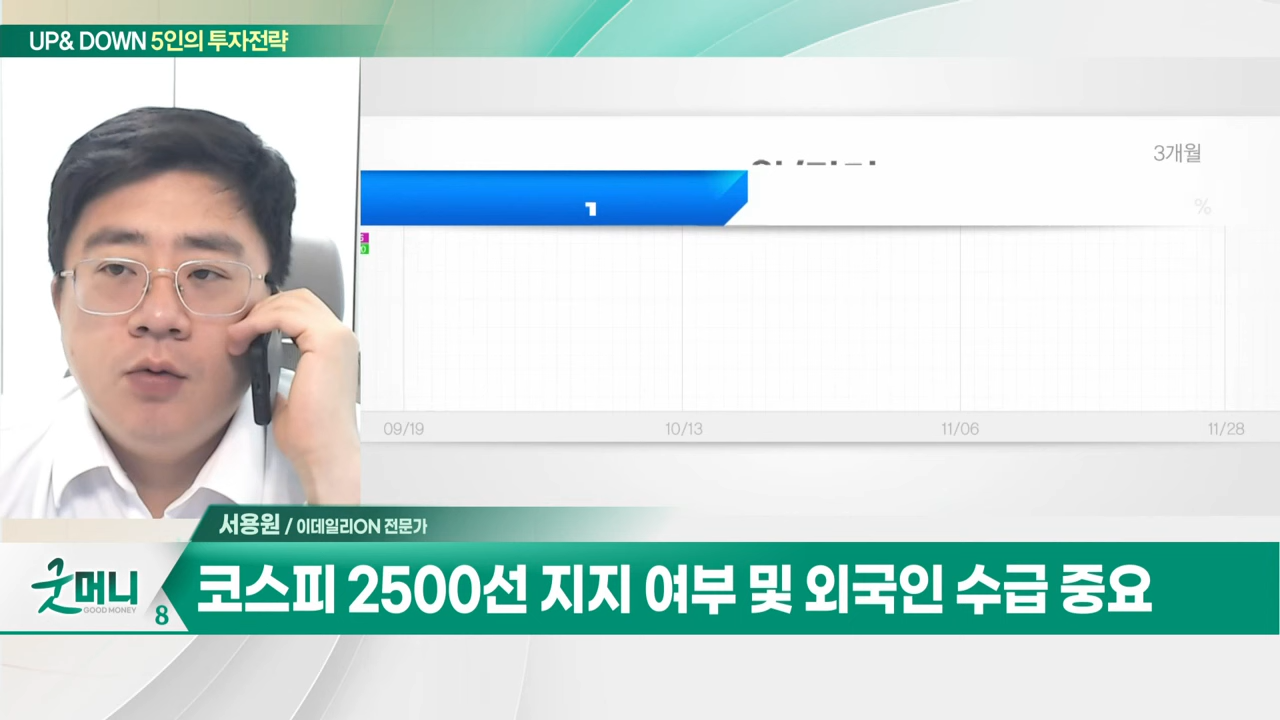 UP& DOWN 5인의 투자전략
3개월
%
09/19 10/13 11/06 11/28
서용원 / 이데일리ON 전문가
굿머니
GOOD MONEY
8
코스피 2500선 지지 여부 및 외국인 수급 중요